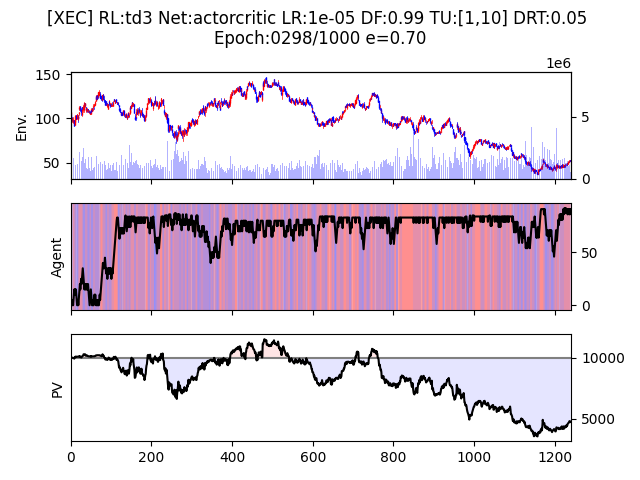 [XEC] RL:td3 Net:actorcritic LR:1e-05 DF:0.99 TU:[1,10] DRT:0.05
Epoch:0298/1000 e=0.70
1e6
150
100
50
Env.
5
0
Agent
50
0
PV
10000
5000
0 200 400 600 800 1000 1200